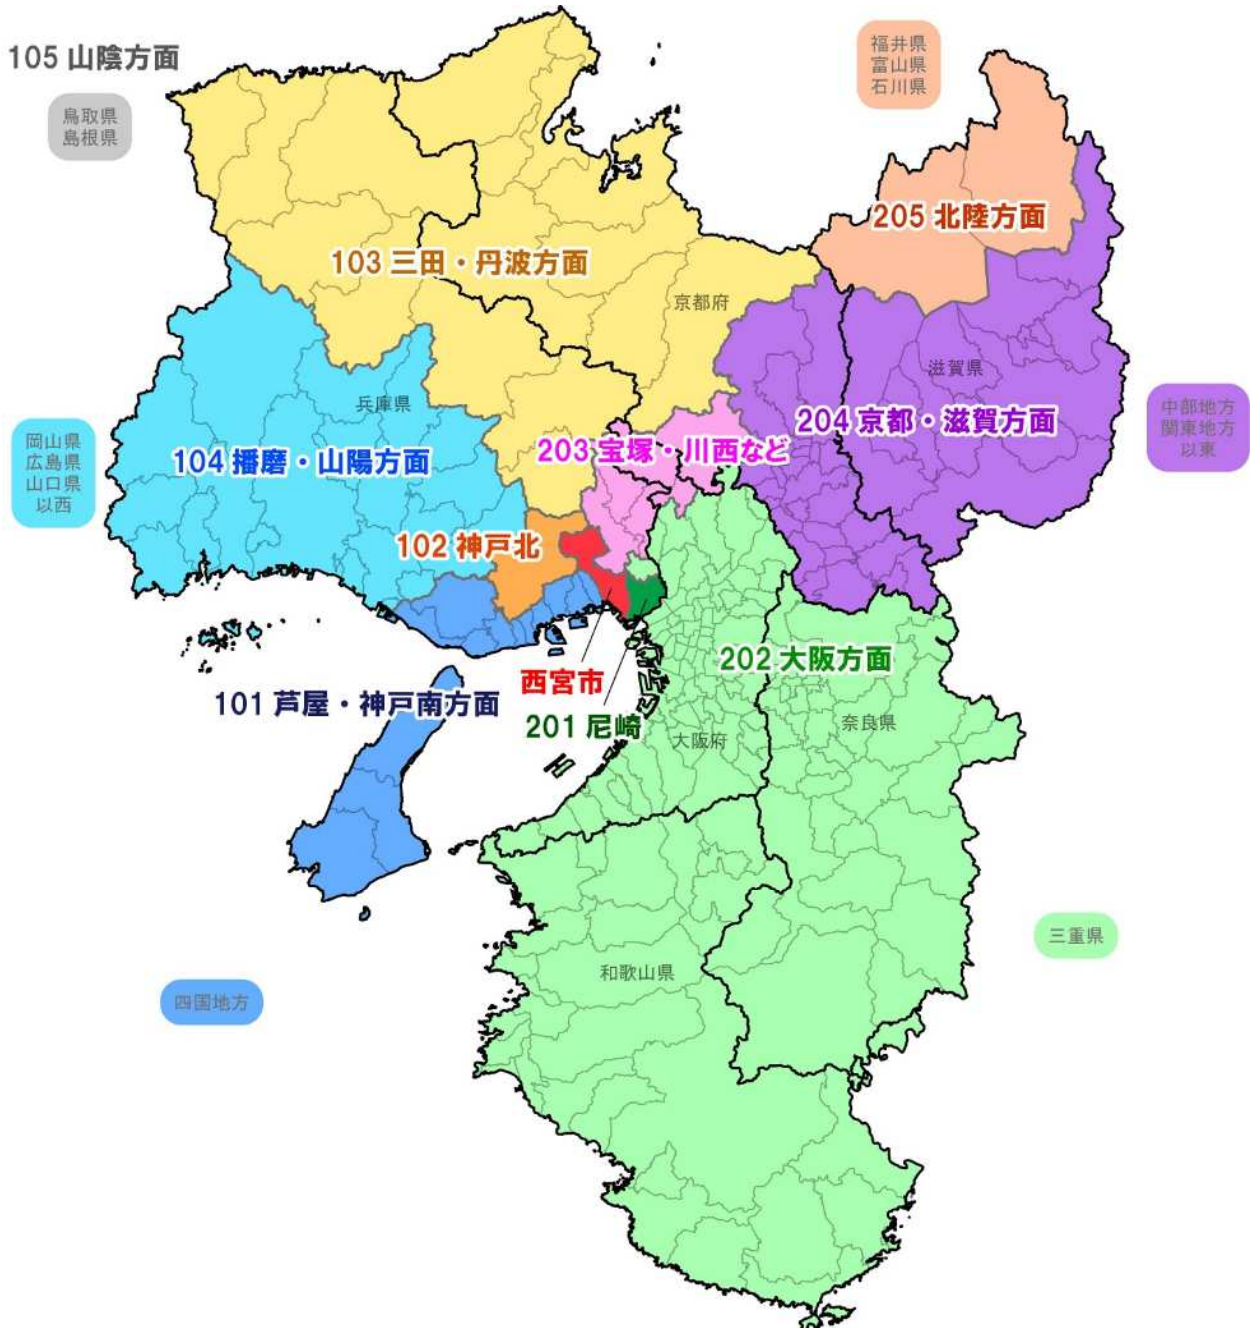 105 山陰方面
鳥取県
島根県
福井県
富山県
石川県
205 北陸方面
103 三田・丹波方面
京都府
滋賀県
兵庫県
岡山県
広島県
山口県
以西
104 播磨・山陽方面
203 宝塚・川西など
204 京都・滋賀方面
中部地方
関東地方
以東
102 神戸北
西宮市
202 大阪方面
101 芦屋・神戸南方面
201 尼崎
大阪府
奈良県
三重県
和歌山県
四国地方